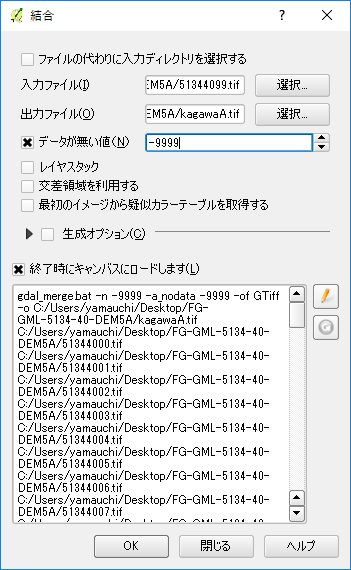 結合
ファイルの代わりに入力ディレクトリを選択する
入力ファイル(I)
EM5A/51344099.tif
選択...
出力ファイル(O)
EM5A/kagawaA.tif
選択...
データが無い値(N)
-9999
レイヤスタック
交差領域を利用する
最初のイメージから疑似カラーテーブルを取得する
生成オプション(C)
終了時にキャンバスにロードします(L)
gdal_merge.bat -n -9999 -a_nodata -9999 -of GTiff
-o C:/Users/yamauchi/Desktop/FG-
GML-5134-40-DEM5A/kagawaA.tif
C:/Users/yamauchi/Desktop/FG-GML-5134-40-
DEM5A/51344000.tif
C:/Users/yamauchi/Desktop/FG-GML-5134-40-
DEM5A/51344001.tif
C:/Users/yamauchi/Desktop/FG-GML-5134-40-
DEM5A/51344002.tif
C:/Users/yamauchi/Desktop/FG-GML-5134-40-
DEM5A/51344003.tif
C:/Users/yamauchi/Desktop/FG-GML-5134-40-
DEM5A/51344004.tif
C:/Users/yamauchi/Desktop/FG-GML-5134-40-
DEM5A/51344005.tif
C:/Users/yamauchi/Desktop/FG-GML-5134-40-
DEM5A/51344006.tif
C:/Users/yamauchi/Desktop/FG-GML-5134-40-
DEM5A/51344007.tif
C:/Users/yamauchi/Desktop/FG-GML-5134-40-
OK
閉じる
ヘルプ